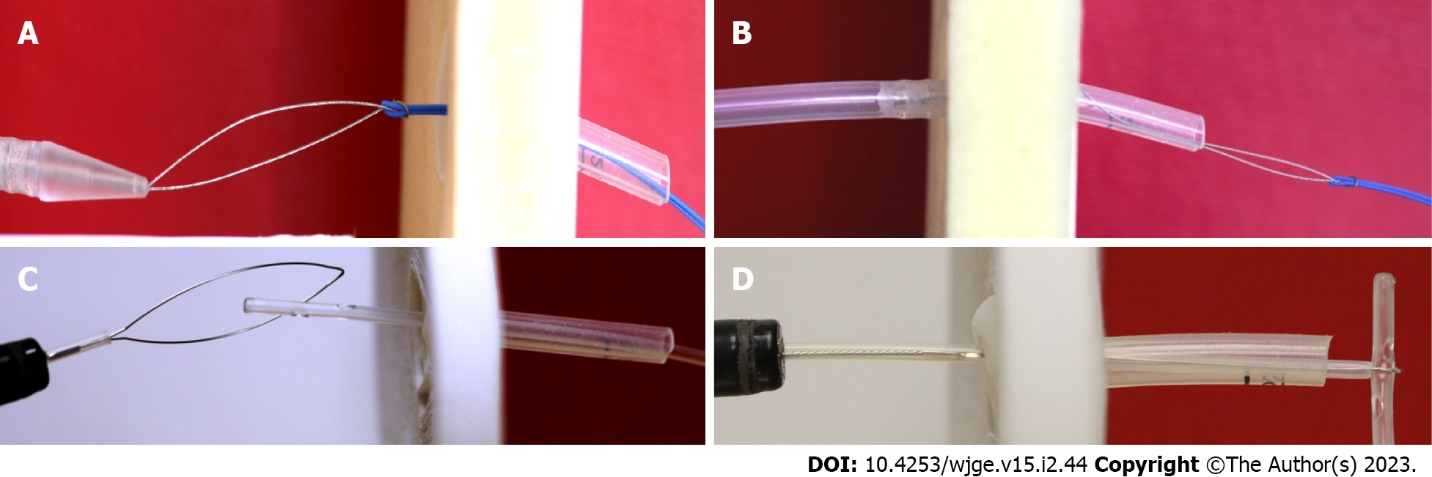 A
B
C
D
DOI: 10.4253/wjge.v15.i2.44 Copyright ©The Author(s) 2023.